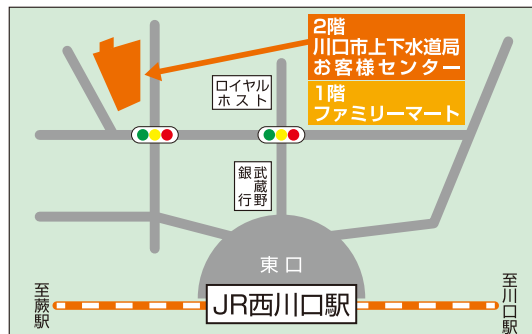 2階
川口市上下水道局
お客様センター
1階
ファミリーマート
ロイヤル
ホスト
武蔵野
銀行
東口
JR西川口駅
至蕨駅
至川口駅